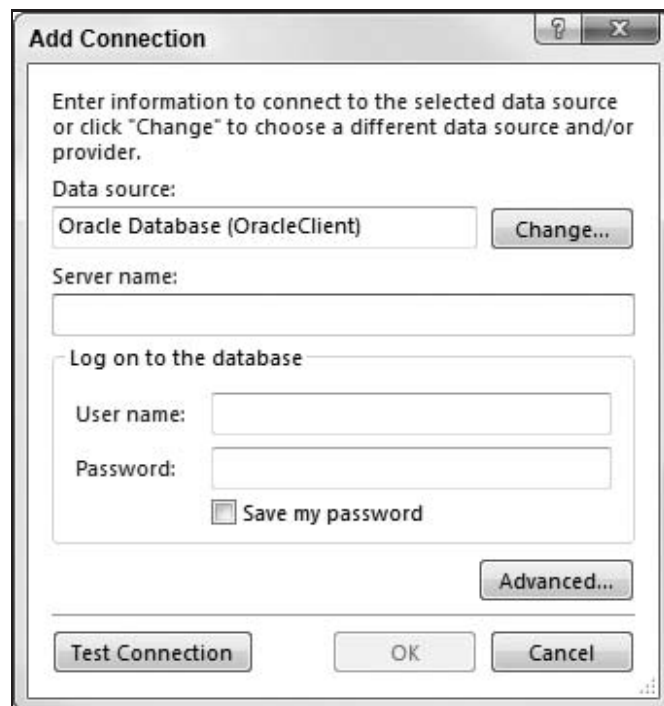 Add Connection
Enter information to connect to the selected data source
or click "Change" to choose a different data source and/or
provider.
Data source:
Oracle Database (OracleClient)
Change...
Server name:
Log on to the database
User name:
Password:
Save my password
Advanced...
Test Connection
OK
Cancel